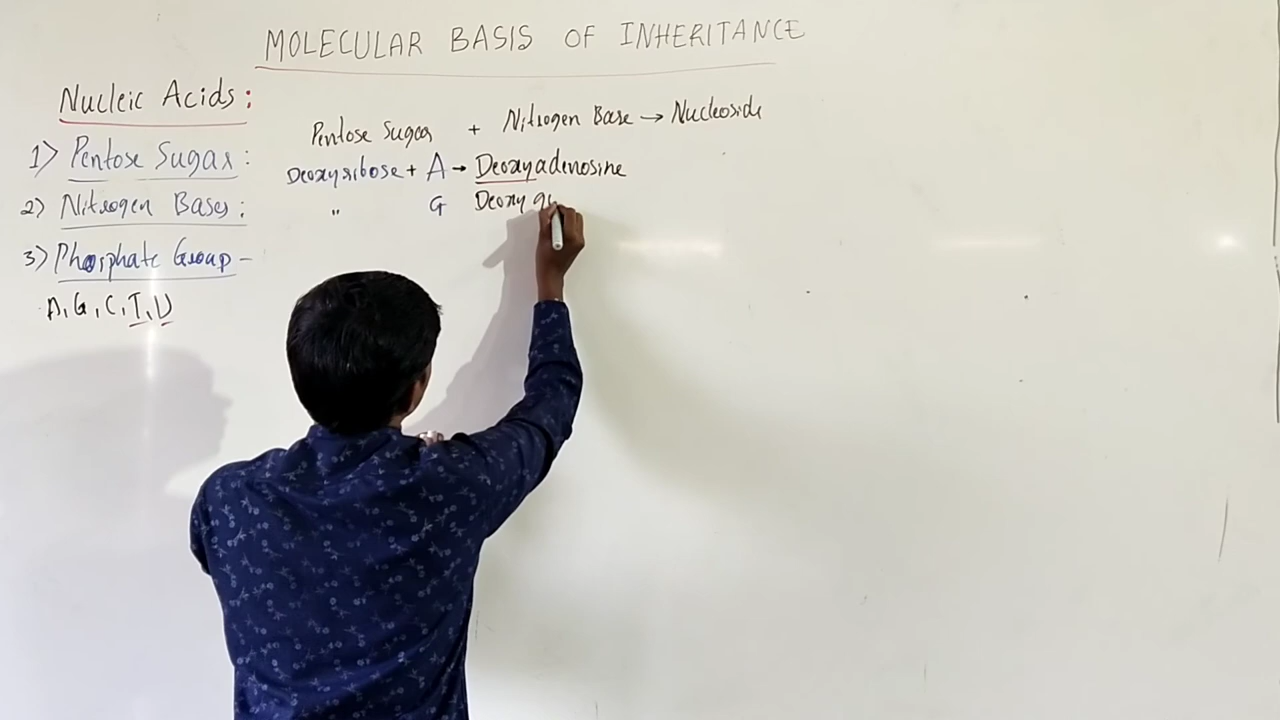 MOLECULAR BASIS OF INHERITANCE
Nucleic Acids:
1) Pentose Sugar:
2) Nitrogen Bases:
3) Phosphate Group -
A, G, C, T, U
Pentose Sugar + Nitrogen Base → Nucleoside
Deoxyribose + A → Deoxyadenosine
" G Deoxy gu